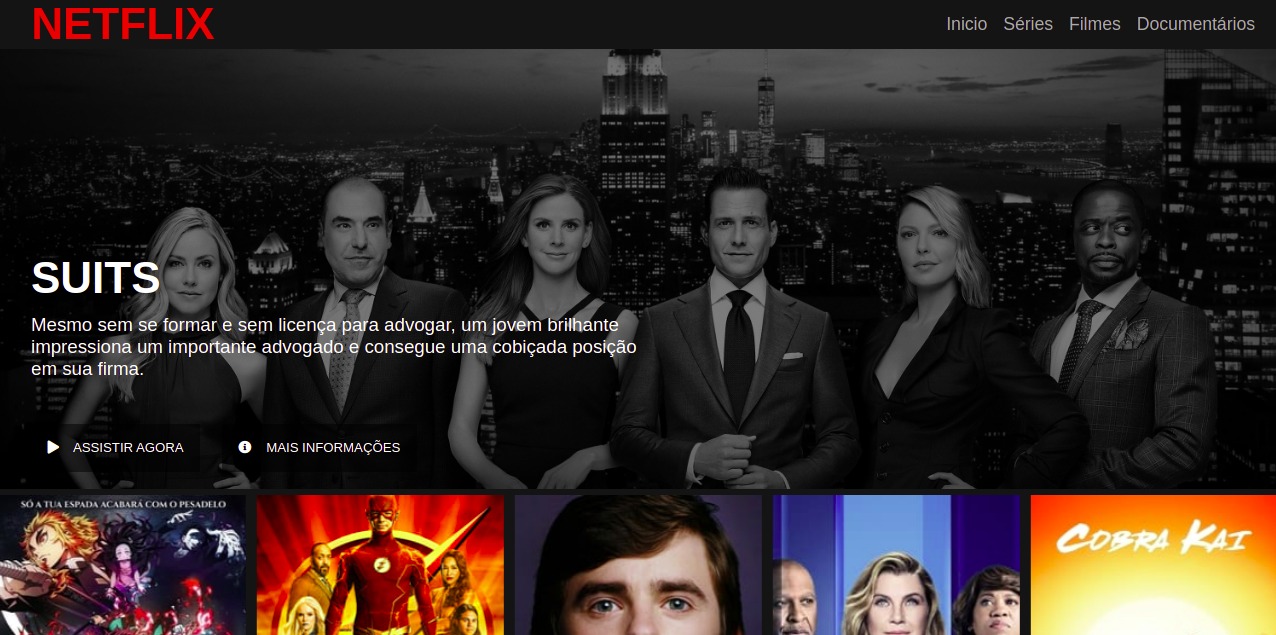 NETFLIX
Inicio Séries Filmes Documentários
SUITS
Mesmo sem se formar e sem licença para advogar, um jovem brilhante
impressiona um importante advogado e consegue uma cobiçada posição
em sua firma.
ASSISTIR AGORA MAIS INFORMAÇÕES
SÓ A TUA ESPADA ACABARÁ COM O PESADELO
COBRA KAI